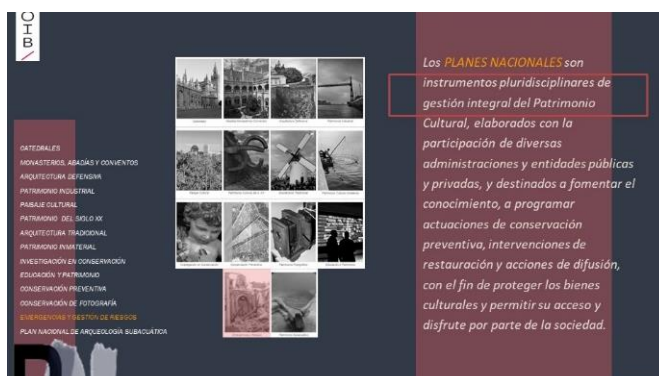 OIB/
CATEDRALES
MONASTERIOS, ABADÍAS Y CONVENTOS
ARQUITECTURA DEFENSIVA
PATRIMONIO INDUSTRIAL
PAISAJE CULTURAL
PATRIMONIO DEL SIGLO XX
ARQUITECTURA TRADICIONAL
PATRIMONIO INMATERIAL
INVESTIGACIÓN EN CONSERVACIÓN
EDUCACIÓN Y PATRIMONIO
CONSERVACIÓN PREVENTIVA
CONSERVACIÓN DE FOTOGRAFÍA
EMERGENCIAS Y GESTIÓN DE RIESGOS
PLAN NACIONAL DE ARQUEOLOGÍA SUBACUÁTICA
Los PLANES NACIONALES son
instrumentos pluridisciplinares de
gestión integral del Patrimonio
Cultural, elaborados con la
participación de diversas
administraciones y entidades públicas
y privadas, y destinados a fomentar el
conocimiento, a programar
actuaciones de conservación
preventiva, intervenciones de
restauración y acciones de difusión,
con el fin de proteger los bienes
culturales y permitir su acceso y
disfrute por parte de la sociedad.